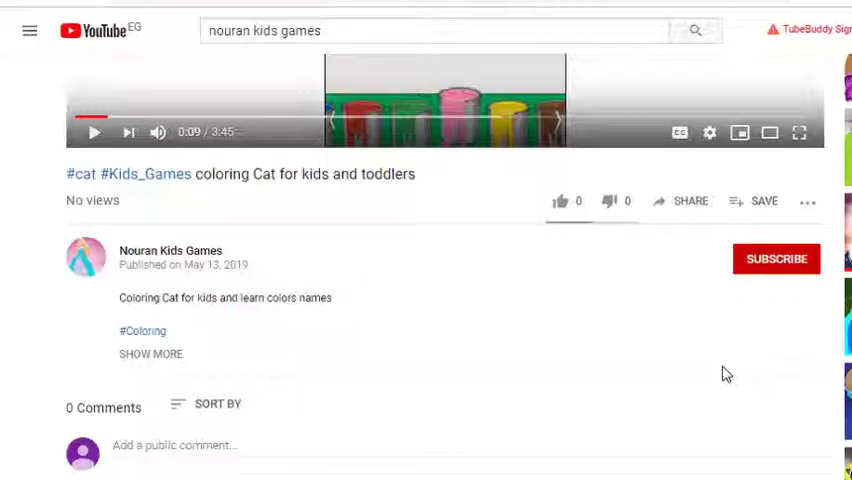 YouTube EG
nouran kids games
0:09 / 3:45
CC
#cat #Kids_Games coloring Cat for kids and toddlers
No views
0
0
SHARE
SAVE
Nouran Kids Games
Published on May 13, 2019
SUBSCRIBE
Coloring Cat for kids and learn colors names
#Coloring
SHOW MORE
0 Comments
SORT BY
Add a public comment...
TubeBuddy